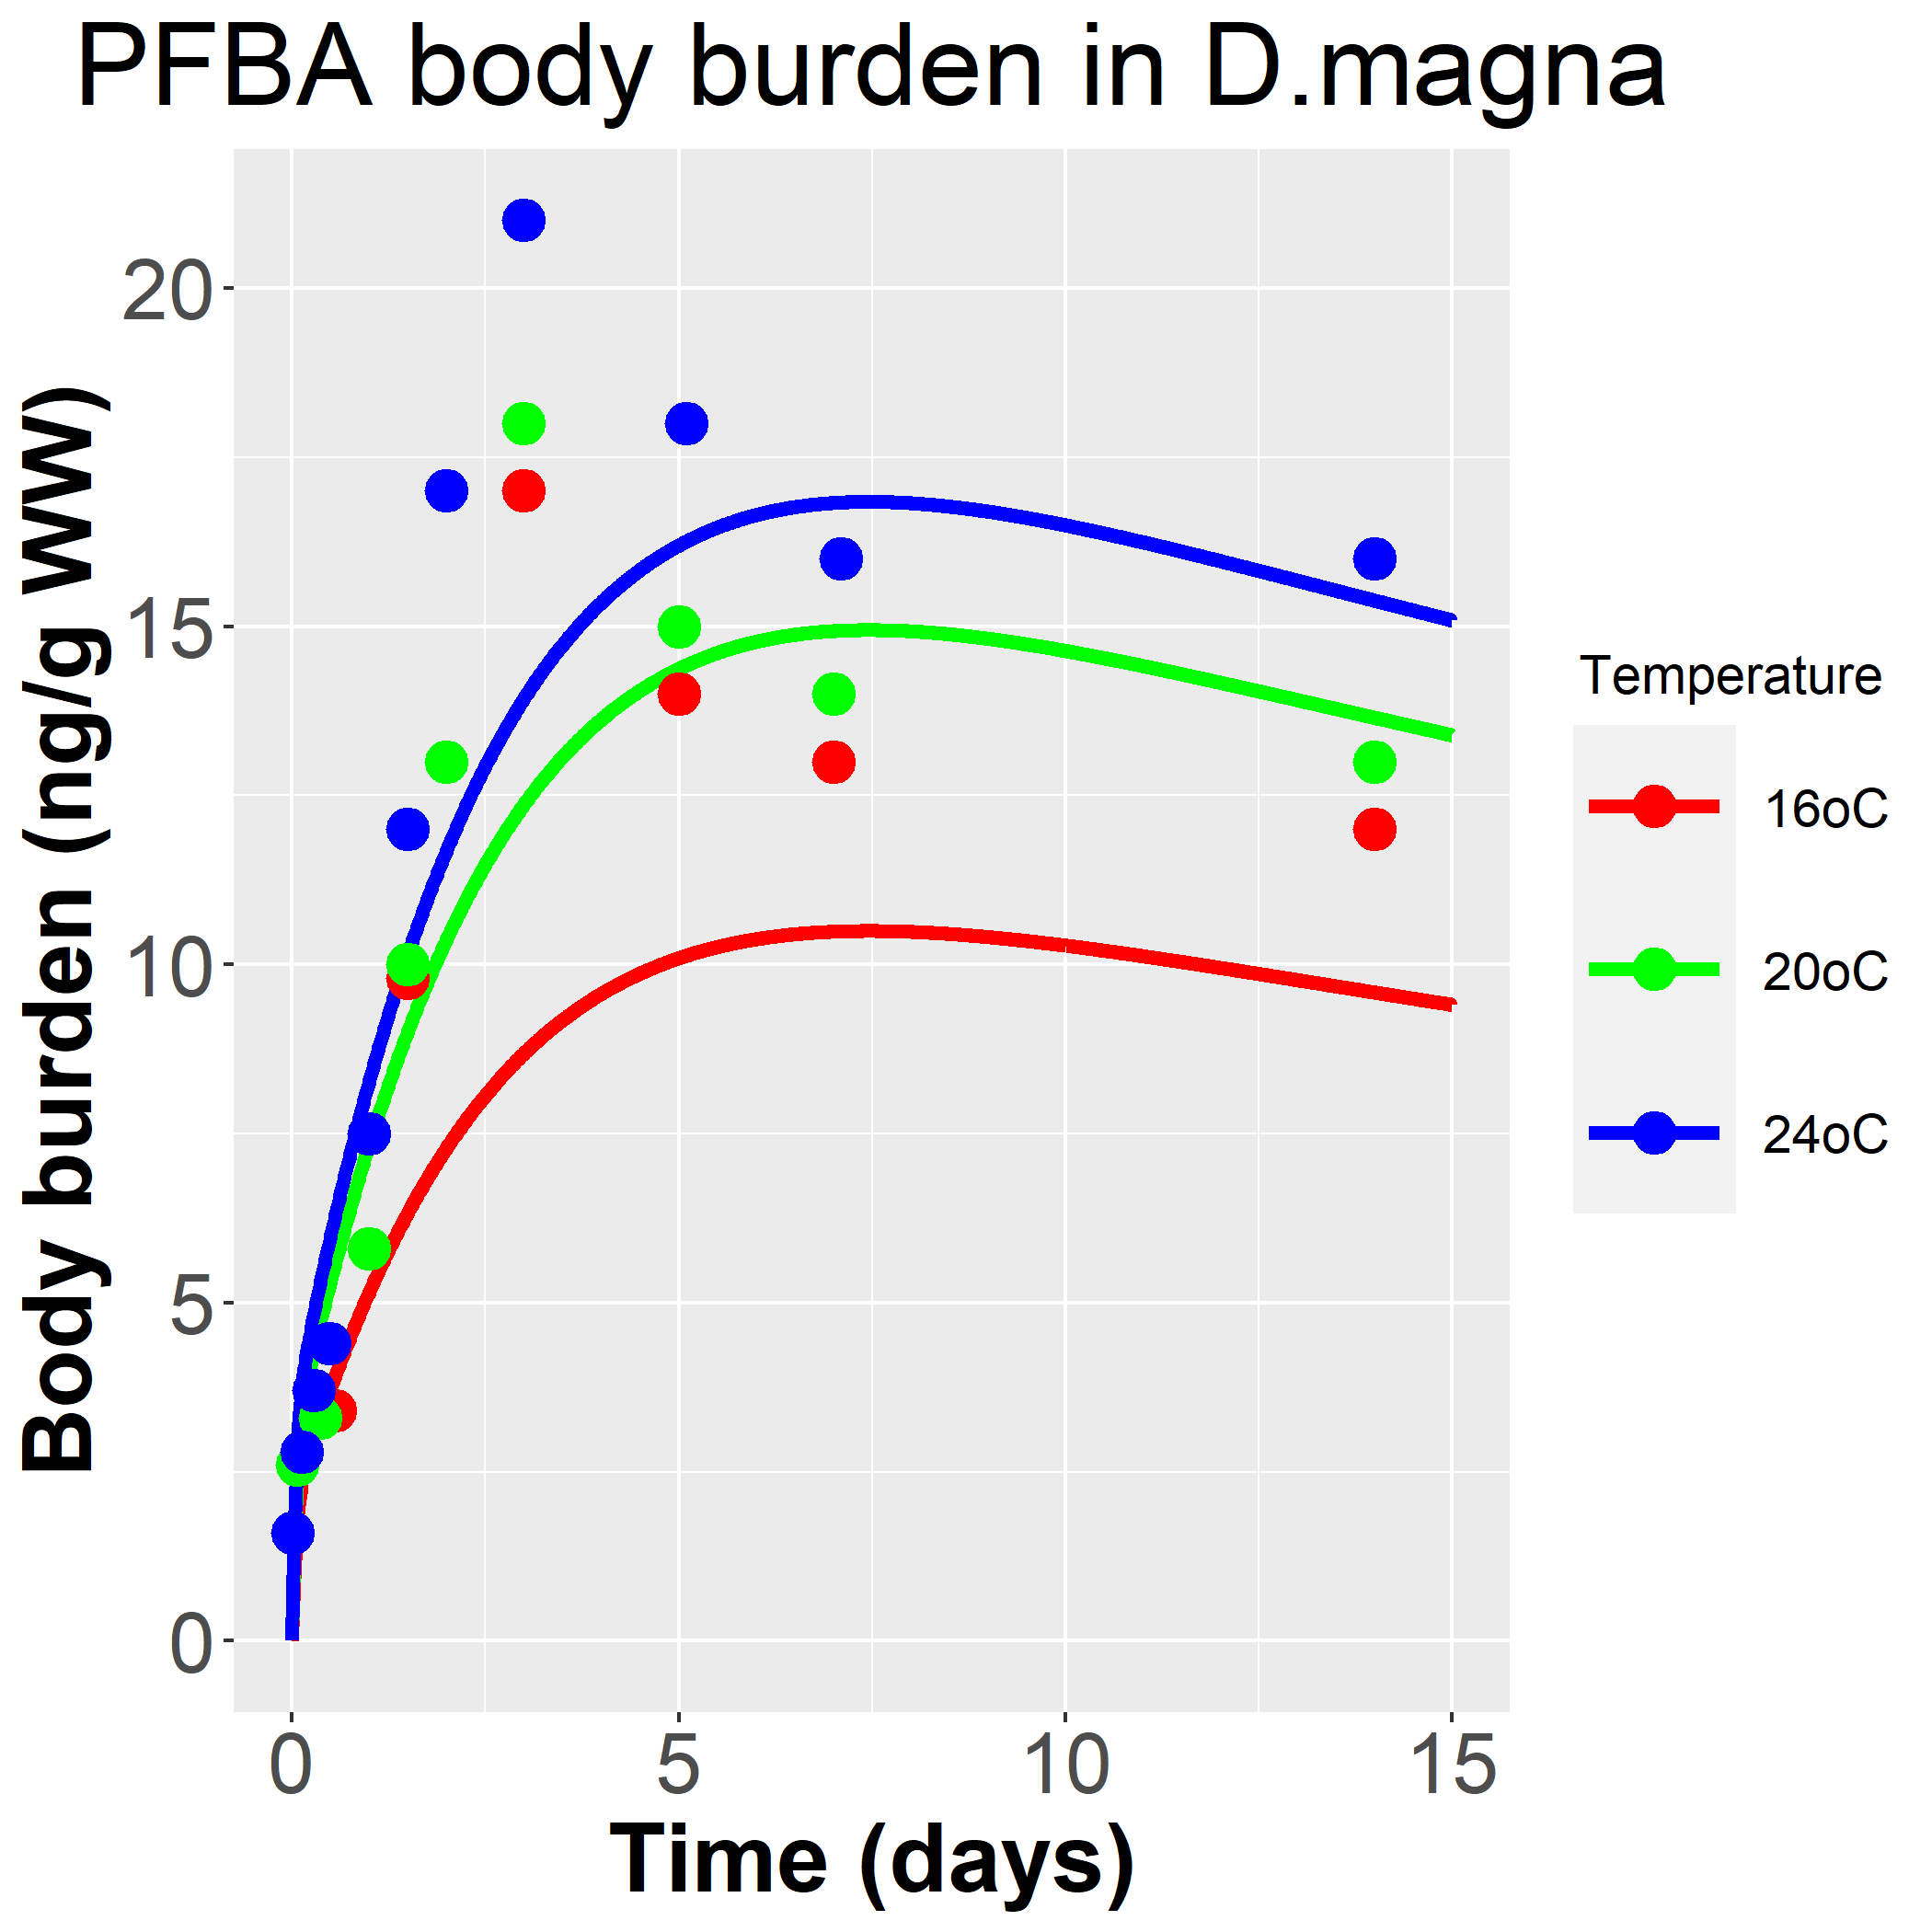 PFBA body burden in D.magna
Body burden (ng/g WW)
20
15
10
5
0
0
5
10
15
Time (days)
Temperature
16oC
20oC
24oC